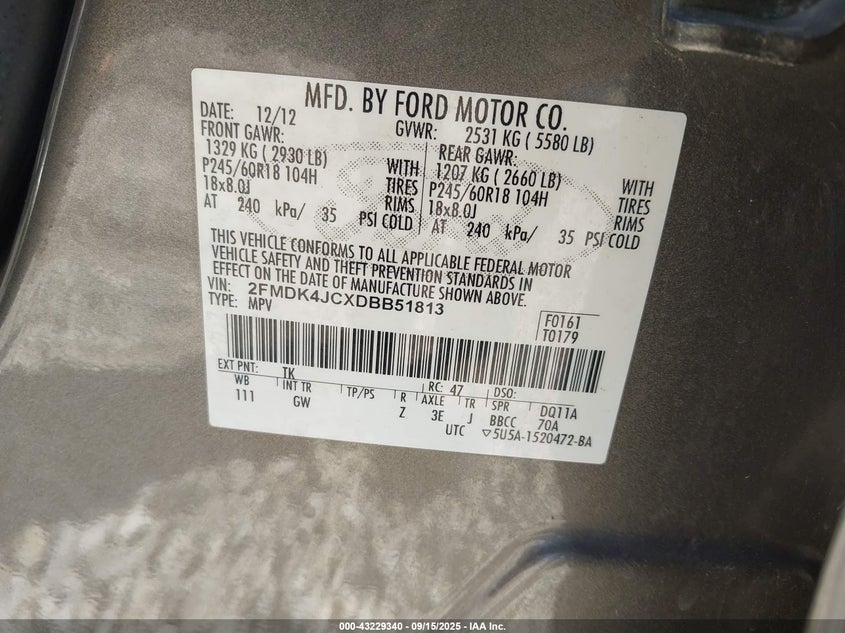 MFD. BY FORD MOTOR CO.
DATE: 12/12 GVWR: 2531 KG ( 5580 LB)
FRONT GAWR: REAR GAWR:
1329 KG ( 2930 LB) WITH 1207 KG ( 2660 LB) WITH
P245/60R18 104H TIRES P245/60R18 104H TIRES
18x8.0J RIMS 18x8.0J RIMS
AT 240 kPa/ 35 PSI COLD AT 240 kPa/ 35 PSI COLD
THIS VEHICLE CONFORMS TO ALL APPLICABLE FEDERAL MOTOR
VEHICLE SAFETY AND THEFT PREVENTION STANDARDS IN
EFFECT ON THE DATE OF MANUFACTURE SHOWN ABOVE.
VIN: 2FMDK4JCXDBB51813
TYPE: MPV
F0161
T0179
EXT PNT: TK RC: 47 DSO:
WB INT TR TP/PS R AXLE TR SPR DQ11A
111 GW Z 3E J BBCC 70A
UTC ▽5U5A-1520472-BA
000-43229340 - 09/15/2025 - IAA Inc.